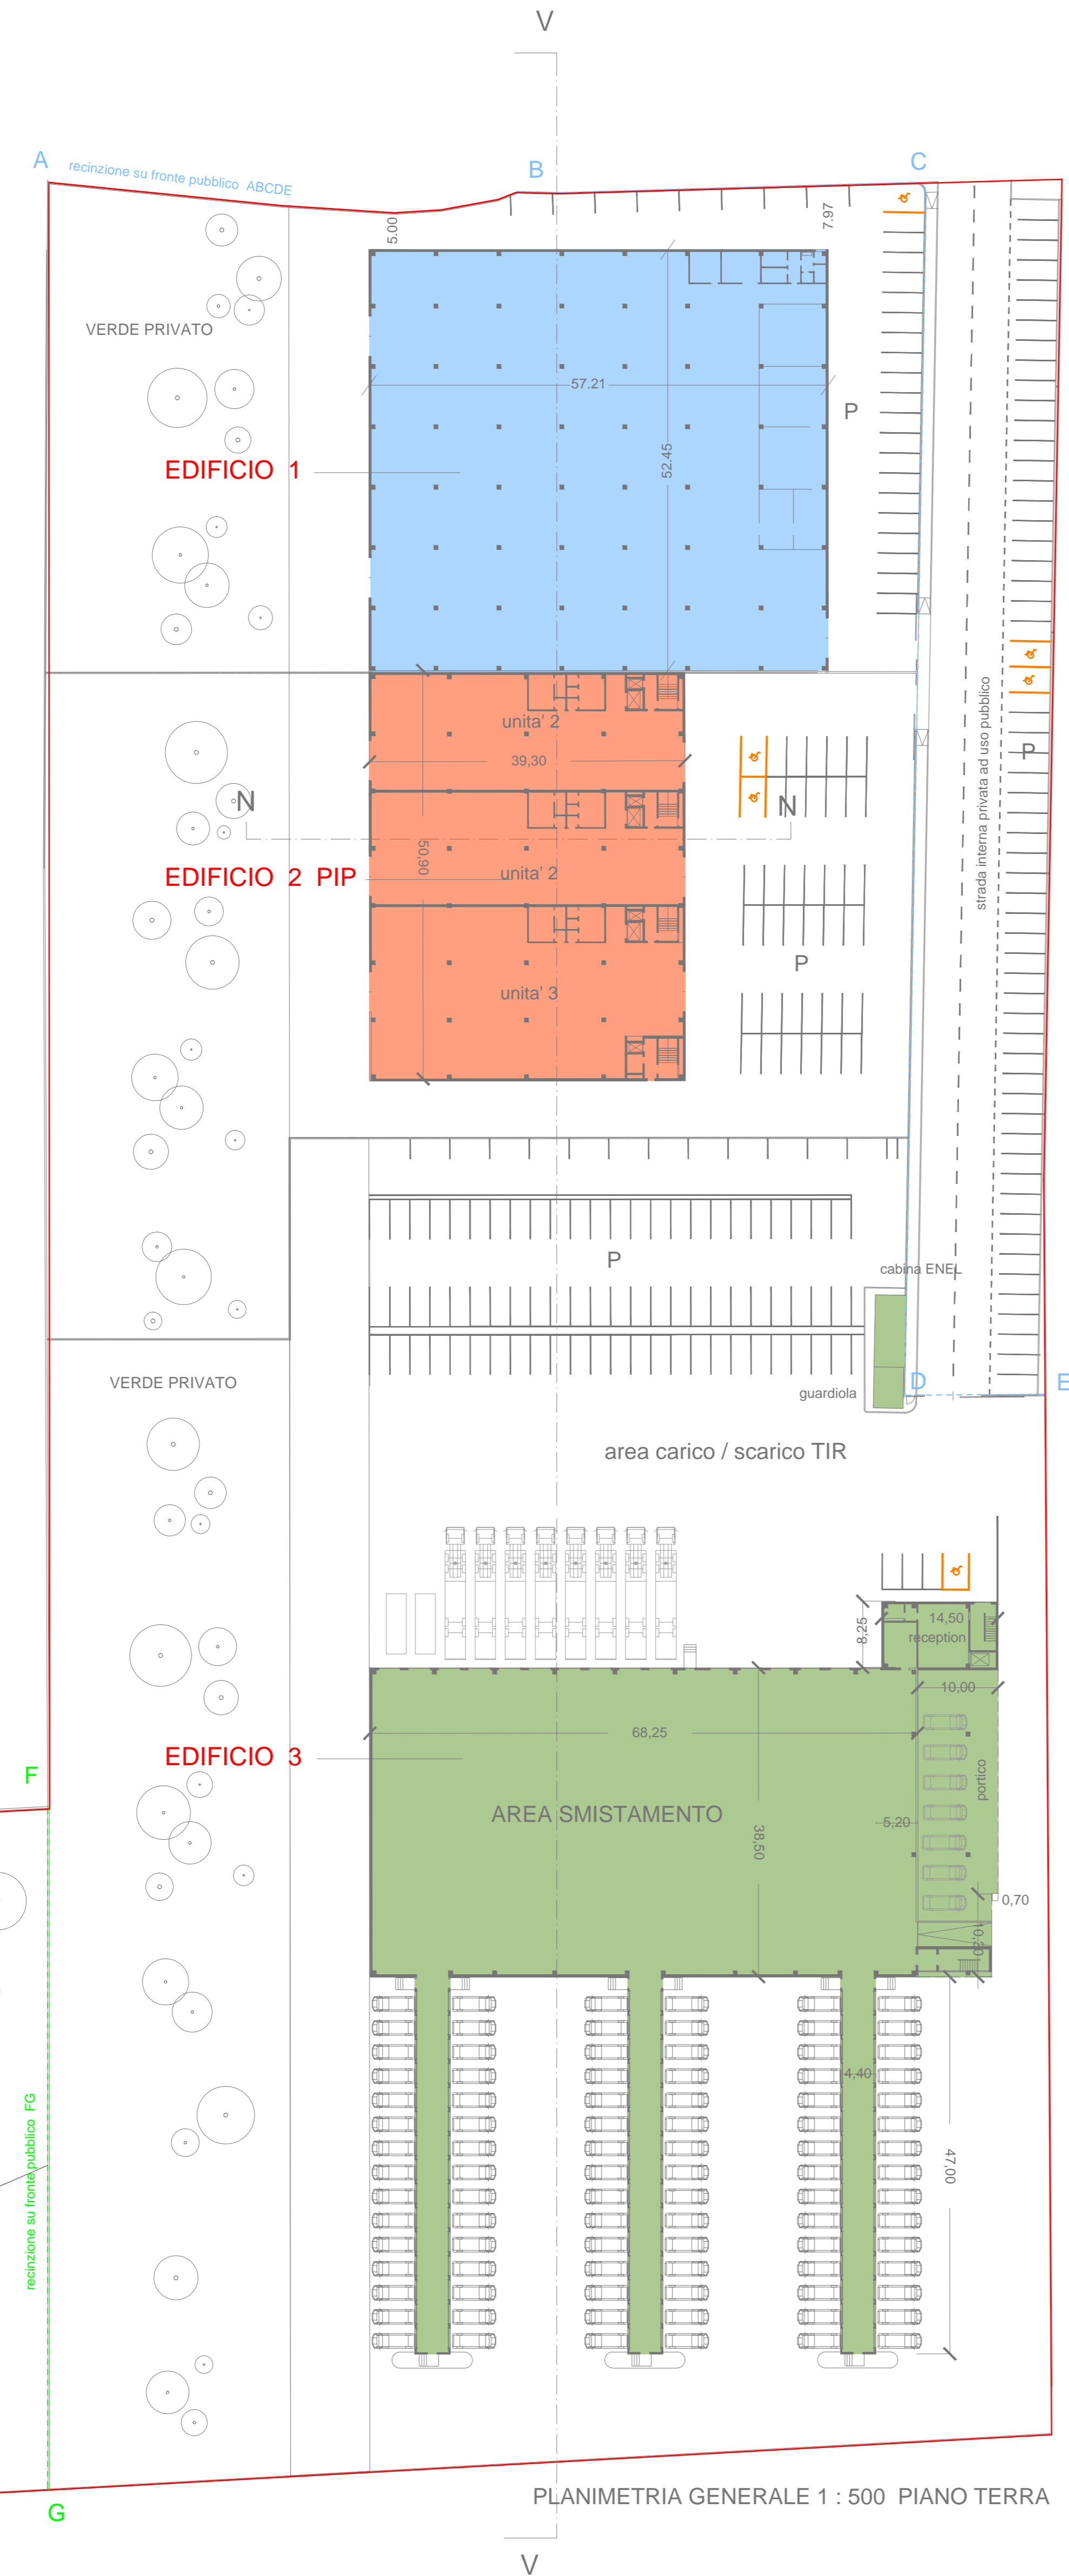 V
A
recinzione su fronte pubblico ABCDE
B
C
5.00
7.97
VERDE PRIVATO
57.21
P
52.45
EDIFICIO 1
unita' 2
39,30
strada interna privata ad uso pubblico
P
N
N
50,90
EDIFICIO 2 PIP
unita' 2
P
unita' 3
P
cabina ENEL
VERDE PRIVATO
D
E
guardiola
area carico / scarico TIR
8,25
14,50
reception
10,00
68,25
EDIFICIO 3
F
portico
AREA SMISTAMENTO
38,50
5,20
0,70
10,20
4,40
47,00
recinzione su fronte pubblico FG
PLANIMETRIA GENERALE 1 : 500 PIANO TERRA
G
V